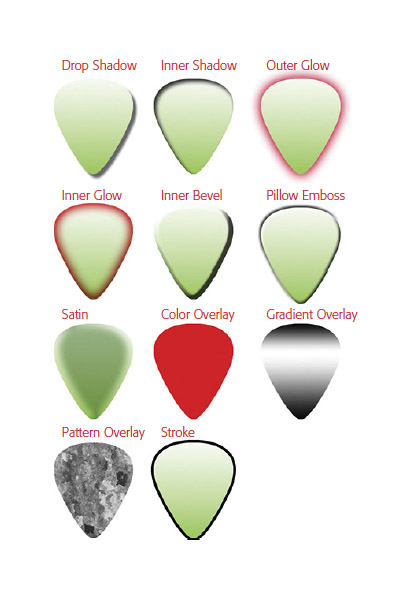 Drop Shadow
Inner Shadow
Outer Glow
Inner Glow
Inner Bevel
Pillow Emboss
Satin
Color Overlay
Gradient Overlay
Pattern Overlay
Stroke